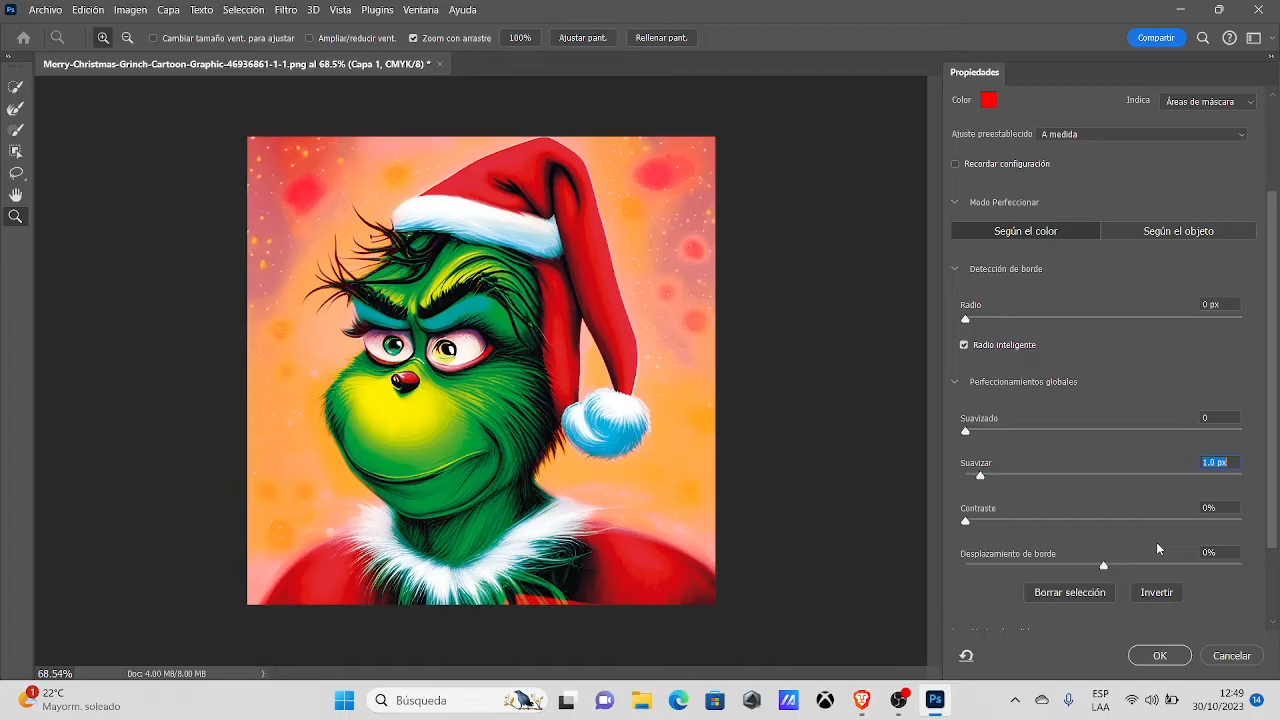 Ps Archivo Edición Imagen Capa Texto Selección Filtro 3D Vista Plugins Ventana Ayuda
Cambiar tamaño vent. para ajustar Ampliar/reducir vent. Zoom con arrastre 100% Ajustar pant. Rellenar pant. Compartir
Merry-Christmas-Grinch-Cartoon-Graphic-46936861-1-1.png al 68.5% (Capa 1, CMYK/8) *
Propiedades
Color Indica Áreas de máscara
Ajuste preestablecido A medida
Recordar configuración
Modo Perfeccionar
Según el color Según el objeto
Detección de borde
Radio 0 px
Radio inteligente
Perfeccionamientos globales
Suavizado 0
Suavizar 1.0 px
Contraste 0%
Desplazamiento de borde 0%
Borrar selección Invertir
OK Cancelar
68.54% Doc: 4.00 MB/8.00 MB
1 22°C
Mayorm. soleado
Búsqueda
Ps
ESP
LAA
12:49
30/10/2023
14